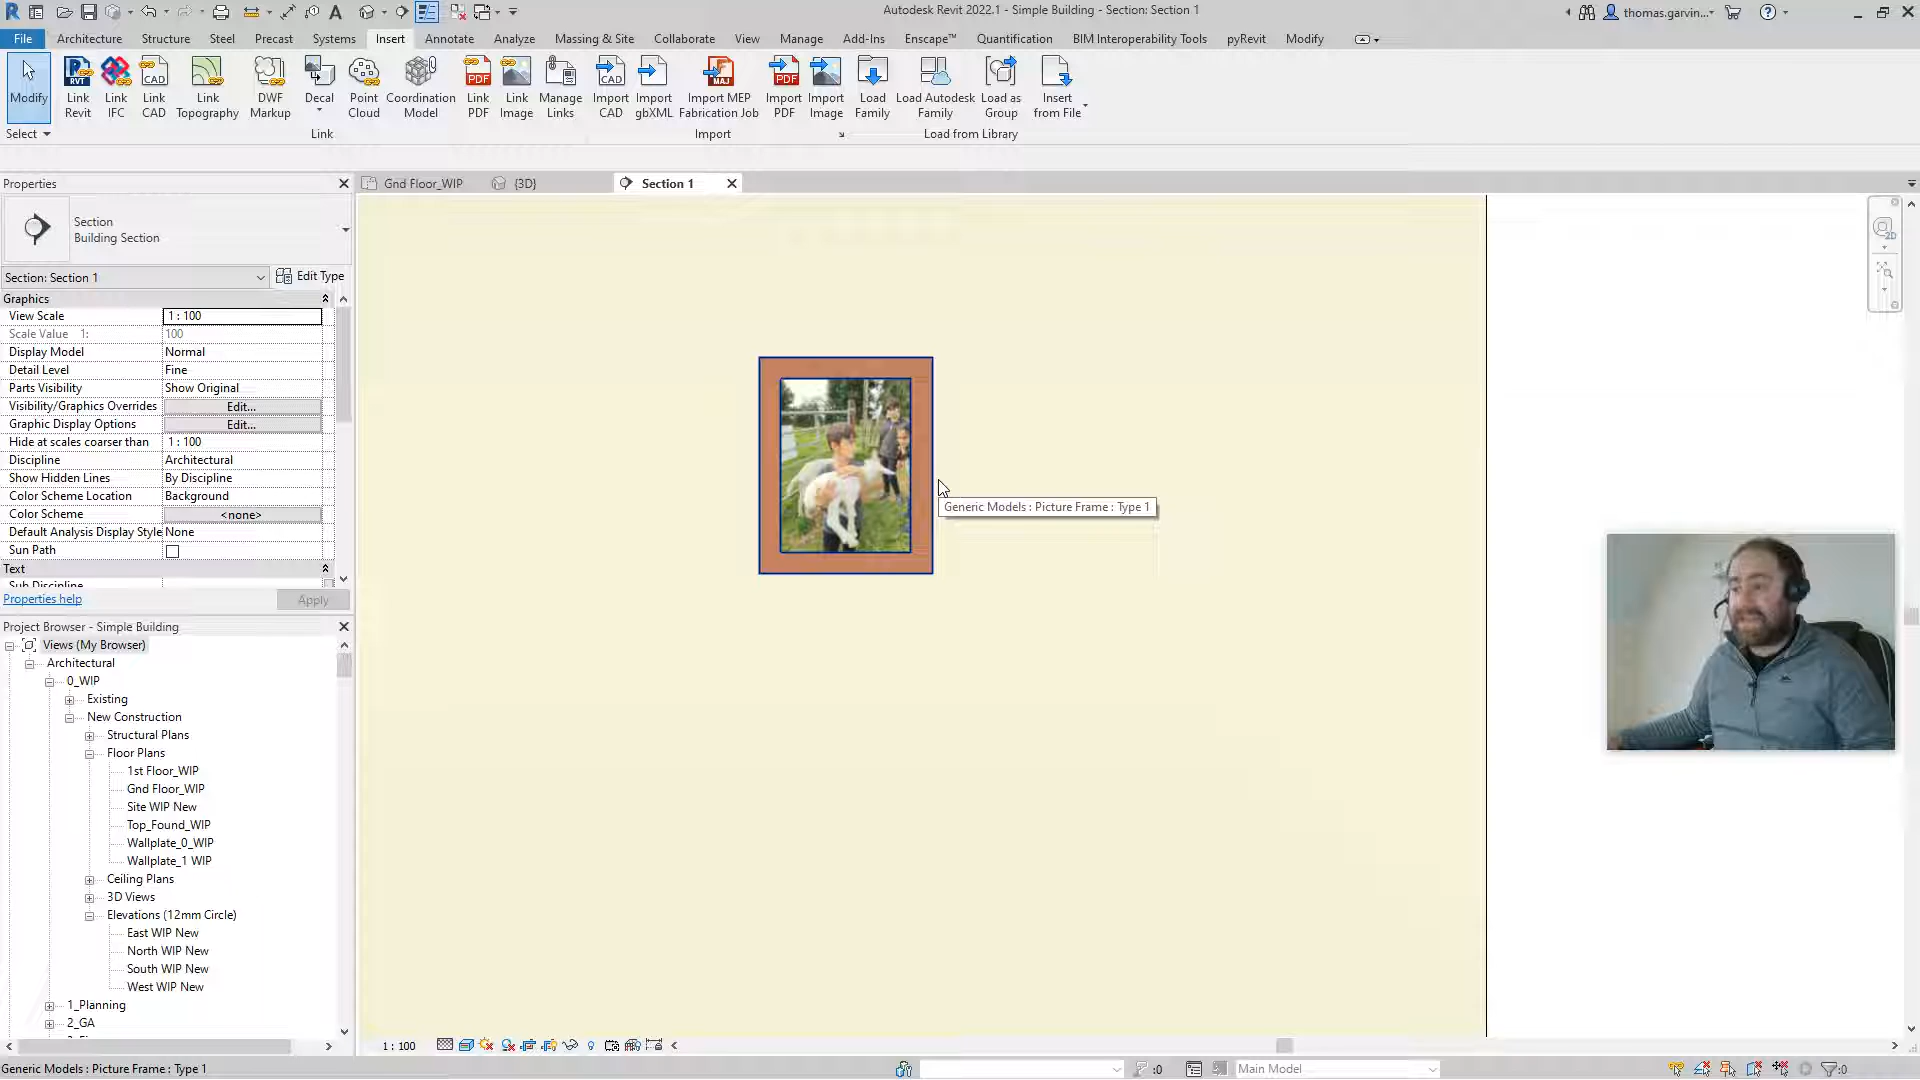 Autodesk Revit 2022.1 - Simple Building - Section: Section 1
thomas.garvin...
File Architecture Structure Steel Precast Systems Insert Annotate Analyze Massing & Site Collaborate View Manage Add-Ins Enscape™ Quantification BIM Interoperability Tools pyRevit Modify
Modify
Link Revit
Link IFC
Link CAD
Link Topography
DWF Markup
Decal
Point Cloud
Coordination Model
Link PDF
Link Image
Manage Links
Import CAD
Import gbXML
Import MEP Fabrication Job
Import PDF
Import Image
Load Family
Load Autodesk Family
Load as Group
Insert from File
Select Link Import Load from Library
Properties
Gnd Floor_WIP {3D} Section 1
Section
Building Section
Section: Section 1 Edit Type
Graphics
View Scale 1 : 100
Scale Value 1: 100
Display Model Normal
Detail Level Fine
Parts Visibility Show Original
Visibility/Graphics Overrides Edit...
Graphic Display Options Edit...
Hide at scales coarser than 1 : 100
Discipline Architectural
Show Hidden Lines By Discipline
Color Scheme Location Background
Color Scheme <none>
Default Analysis Display Style None
Sun Path
Text
Sub Discipline
Properties help Apply
Generic Models : Picture Frame : Type 1
Project Browser - Simple Building
Views (My Browser)
Architectural
0_WIP
Existing
New Construction
Structural Plans
Floor Plans
1st Floor_WIP
Gnd Floor_WIP
Site WIP New
Top_Found_WIP
Wallplate_0_WIP
Wallplate_1 WIP
Ceiling Plans
3D Views
Elevations (12mm Circle)
East WIP New
North WIP New
South WIP New
West WIP New
1_Planning
2_GA
1 : 100
Generic Models : Picture Frame : Type 1
:0
Main Model
:0